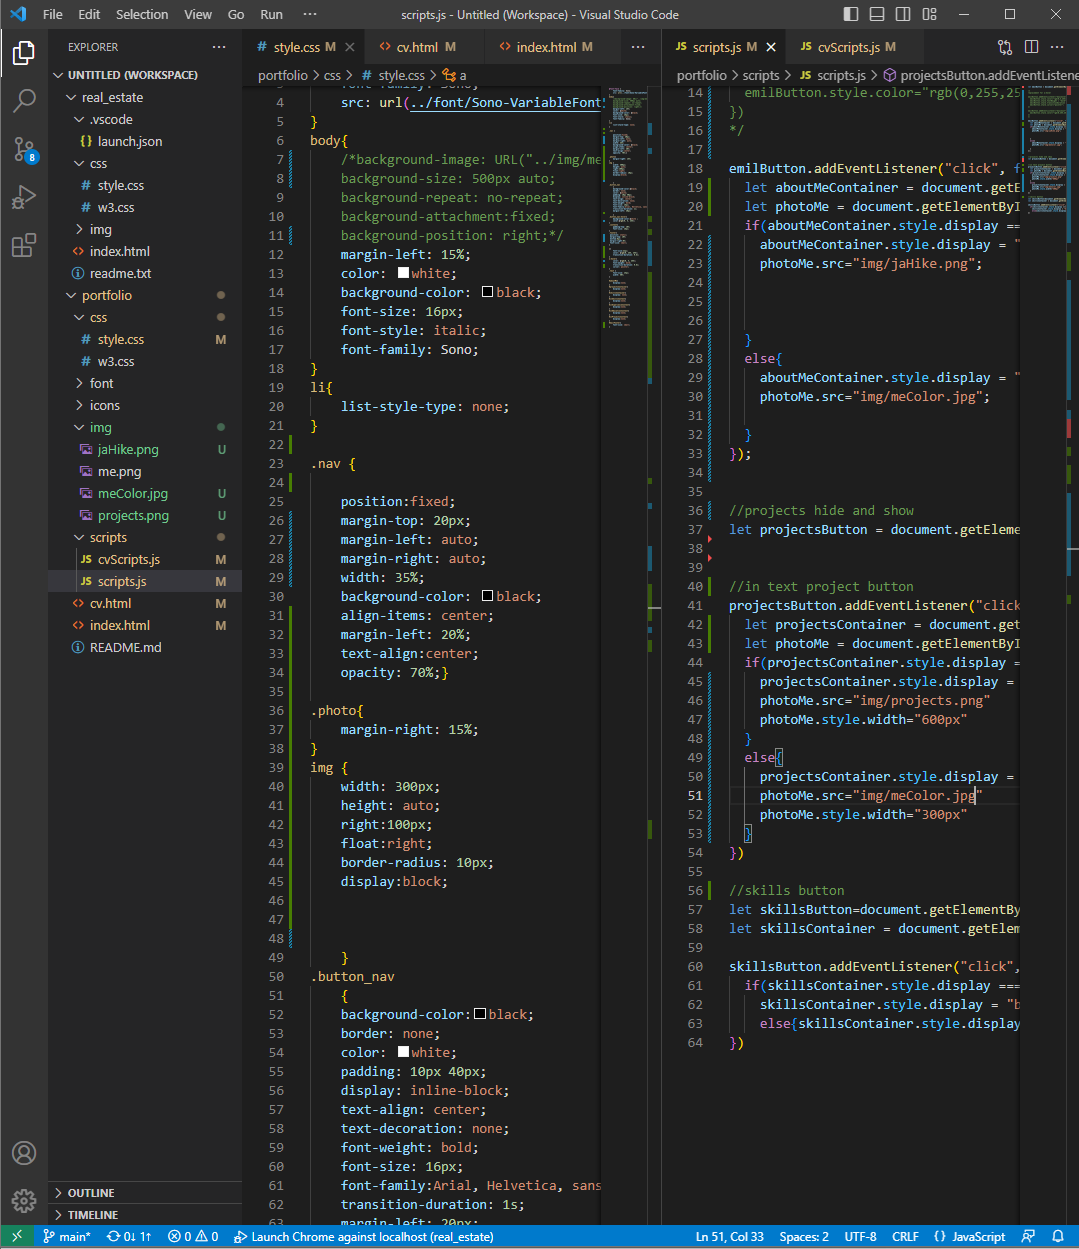 File Edit Selection View Go Run ··· scripts.js - Untitled (Workspace) - Visual Studio Code
EXPLORER ···
UNTITLED (WORKSPACE)
real_estate
.vscode
{} launch.json
css
# style.css
# w3.css
img
<> index.html
readme.txt
portfolio
css
# style.css M
# w3.css
font
icons
img
jaHike.png U
me.png
meColor.jpg U
projects.png U
scripts
JS cvScripts.js M
JS scripts.js M
<> cv.html M
<> index.html M
README.md
OUTLINE
TIMELINE
8
# style.css M
<> cv.html M
<> index.html M
···
portfolio > css > # style.css > a
4 src: url(../font/Sono-VariableFont
5 }
6 body{
7 /*background-image: URL("../img/me
8 background-size: 500px auto;
9 background-repeat: no-repeat;
10 background-attachment:fixed;
11 background-position: right;*/
12 margin-left: 15%;
13 color: white;
14 background-color: black;
15 font-size: 16px;
16 font-style: italic;
17 font-family: Sono;
18 }
19 li{
20 list-style-type: none;
21 }
22
23 .nav {
24
25 position:fixed;
26 margin-top: 20px;
27 margin-left: auto;
28 margin-right: auto;
29 width: 35%;
30 background-color: black;
31 align-items: center;
32 margin-left: 20%;
33 text-align:center;
34 opacity: 70%;}
35
36 .photo{
37 margin-right: 15%;
38 }
39 img {
40 width: 300px;
41 height: auto;
42 right:100px;
43 float:right;
44 border-radius: 10px;
45 display:block;
46
47
48
49 }
50 .button_nav
51 {
52 background-color: black;
53 border: none;
54 color: white;
55 padding: 10px 40px;
56 display: inline-block;
57 text-align: center;
58 text-decoration: none;
59 font-weight: bold;
60 font-size: 16px;
61 font-family:Arial, Helvetica, sans
62 transition-duration: 1s;
63 margin-left: 20px;
JS scripts.js M
JS cvScripts.js M
···
portfolio > scripts > JS scripts.js > projectsButton.addEventListene
14 emilButton.style.color="rgb(0,255,25
15 })
16 */
17
18 emilButton.addEventListener("click", f
19 let aboutMeContainer = document.getE
20 let photoMe = document.getElementByI
21 if(aboutMeContainer.style.display ==
22 aboutMeContainer.style.display = "
23 photoMe.src="img/jaHike.png";
24
25
26
27 }
28 else{
29 aboutMeContainer.style.display = "
30 photoMe.src="img/meColor.jpg";
31
32 }
33 });
34
35
36 //projects hide and show
37 let projectsButton = document.getEleme
38
39
40 //in text project button
41 projectsButton.addEventListener("click
42 let projectsContainer = document.get
43 let photoMe = document.getElementByI
44 if(projectsContainer.style.display =
45 projectsContainer.style.display =
46 photoMe.src="img/projects.png"
47 photoMe.style.width="600px"
48 }
49 else{
50 projectsContainer.style.display =
51 photoMe.src="img/meColor.jpg"
52 photoMe.style.width="300px"
53 }
54 })
55
56 //skills button
57 let skillsButton=document.getElementBy
58 let skillsContainer = document.getElem
59
60 skillsButton.addEventListener("click",
61 if(skillsContainer.style.display ===
62 skillsContainer.style.display = "b
63 else{skillsContainer.style.display
64 })
main* 0↓ 1↑ 0 0 Launch Chrome against localhost (real_estate) Ln 51, Col 33 Spaces: 2 UTF-8 CRLF {} JavaScript